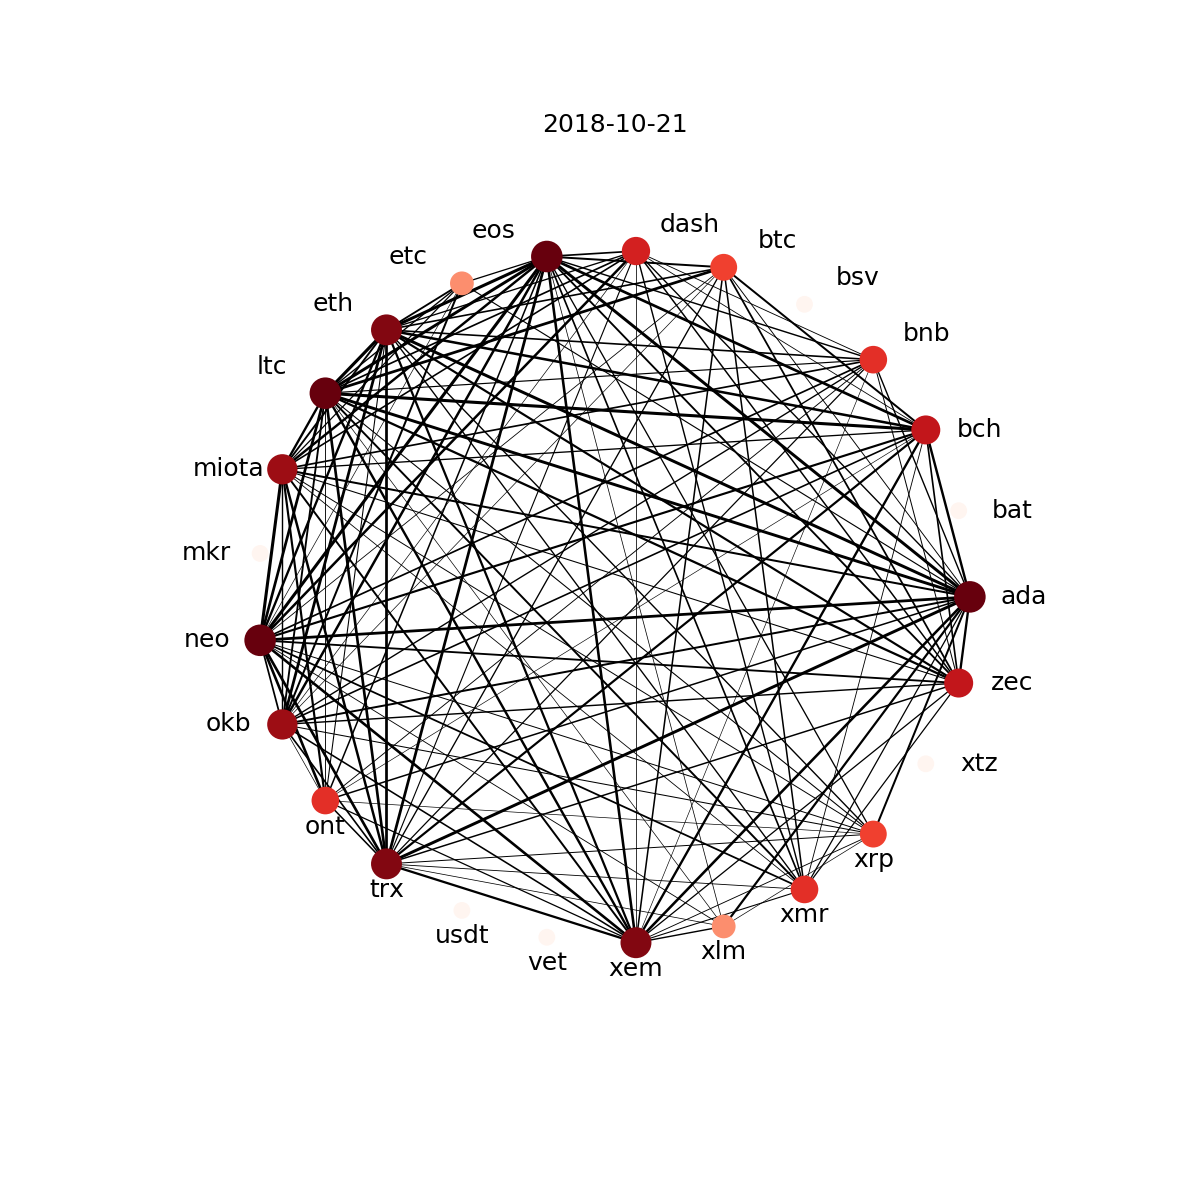 2018-10-21
dash
eos
btc
etc
bsv
eth
bnb
ltc
bch
miota
bat
mkr
ada
neo
zec
okb
xtz
ont
xrp
trx
xmr
usdt
xlm
vet
xem